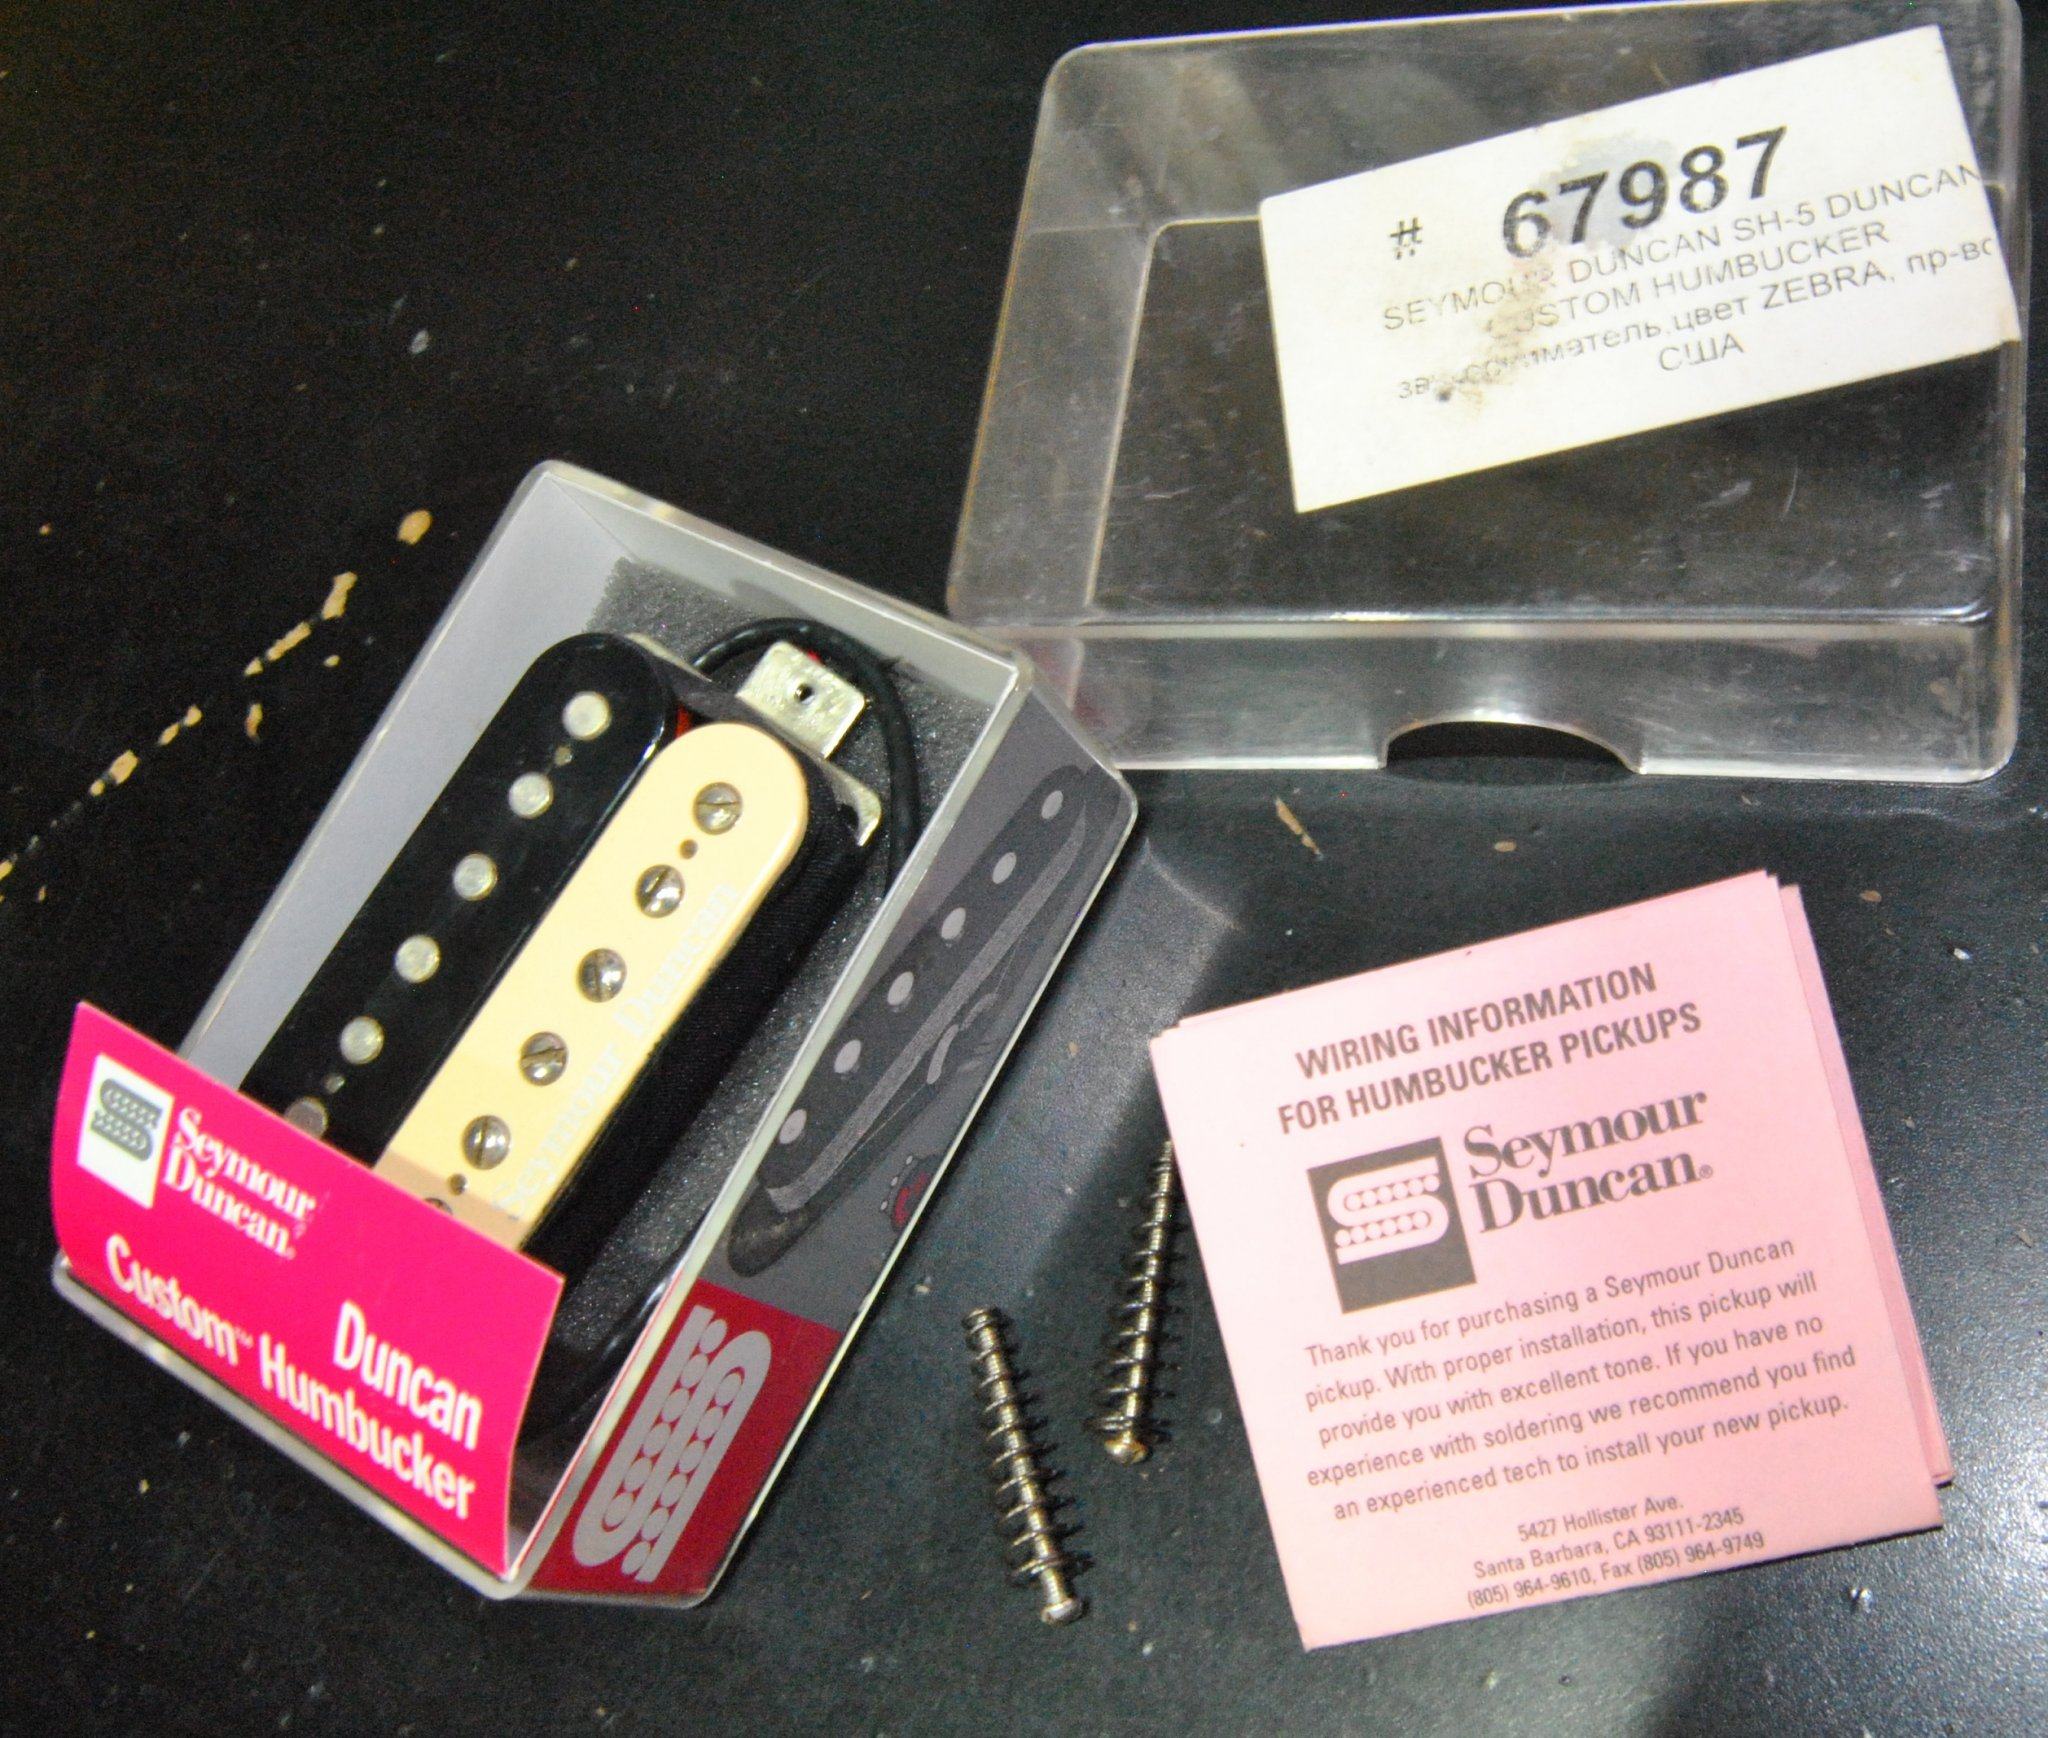 # 67987
SEYMOUR DUNCAN SH-5 DUNCAN
CUSTOM HUMBUCKER
звукосниматель.цвет ZEBRA, пр-во
США
Seymour Duncan
Seymour
Duncan®
Duncan
Custom™ Humbucker
WIRING INFORMATION
FOR HUMBUCKER PICKUPS
Seymour
Duncan®
Thank you for purchasing a Seymour Duncan
pickup. With proper installation, this pickup will
provide you with excellent tone. If you have no
experience with soldering we recommend you find
an experienced tech to install your new pickup.
5427 Hollister Ave.
Santa Barbara, CA 93111-2345
(805) 964-9610, Fax (805) 964-9749